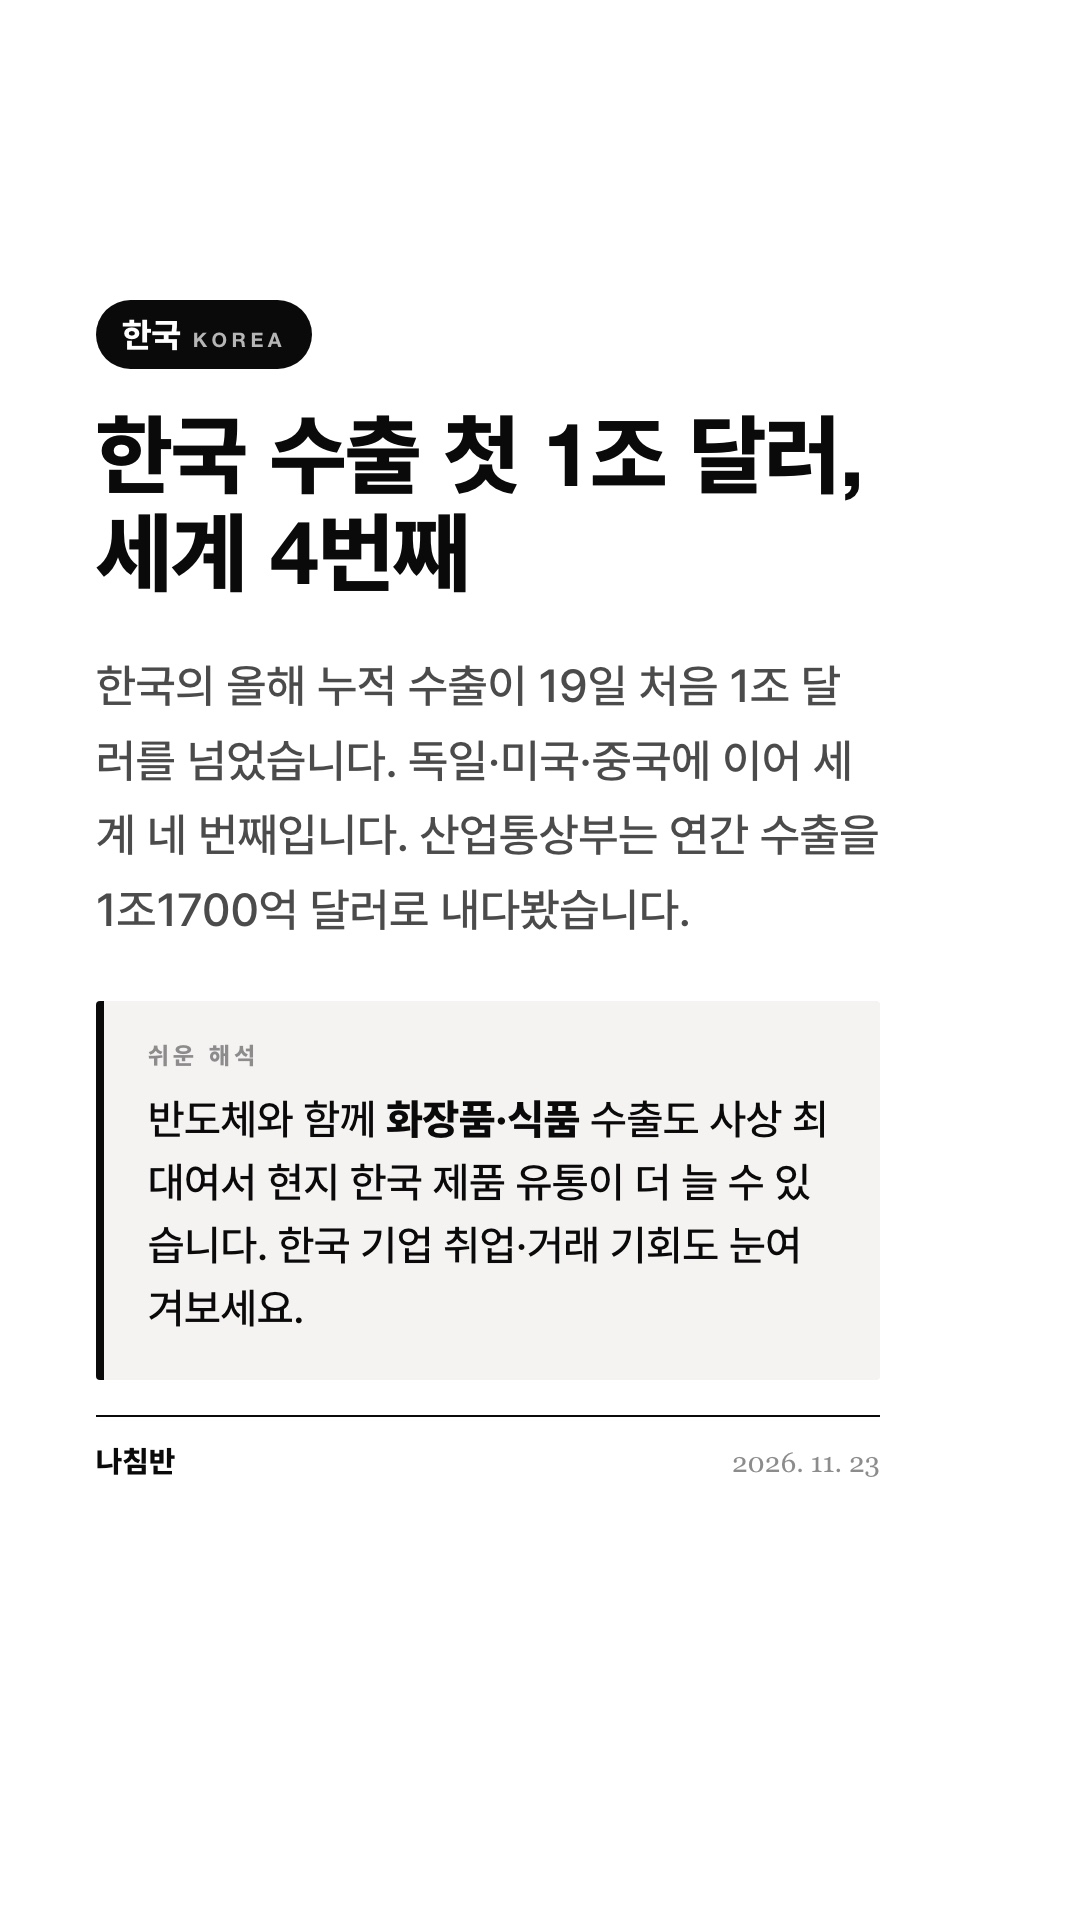 한국 KOREA
한국 수출 첫 1조 달러,
세계 4번째
한국의 올해 누적 수출이 19일 처음 1조 달
러를 넘었습니다. 독일·미국·중국에 이어 세
계 네 번째입니다. 산업통상부는 연간 수출을
1조1700억 달러로 내다봤습니다.
쉬운 해석
반도체와 함께 화장품·식품 수출도 사상 최
대여서 현지 한국 제품 유통이 더 늘 수 있
습니다. 한국 기업 취업·거래 기회도 눈여
겨보세요.
나침반
2026. 11. 23